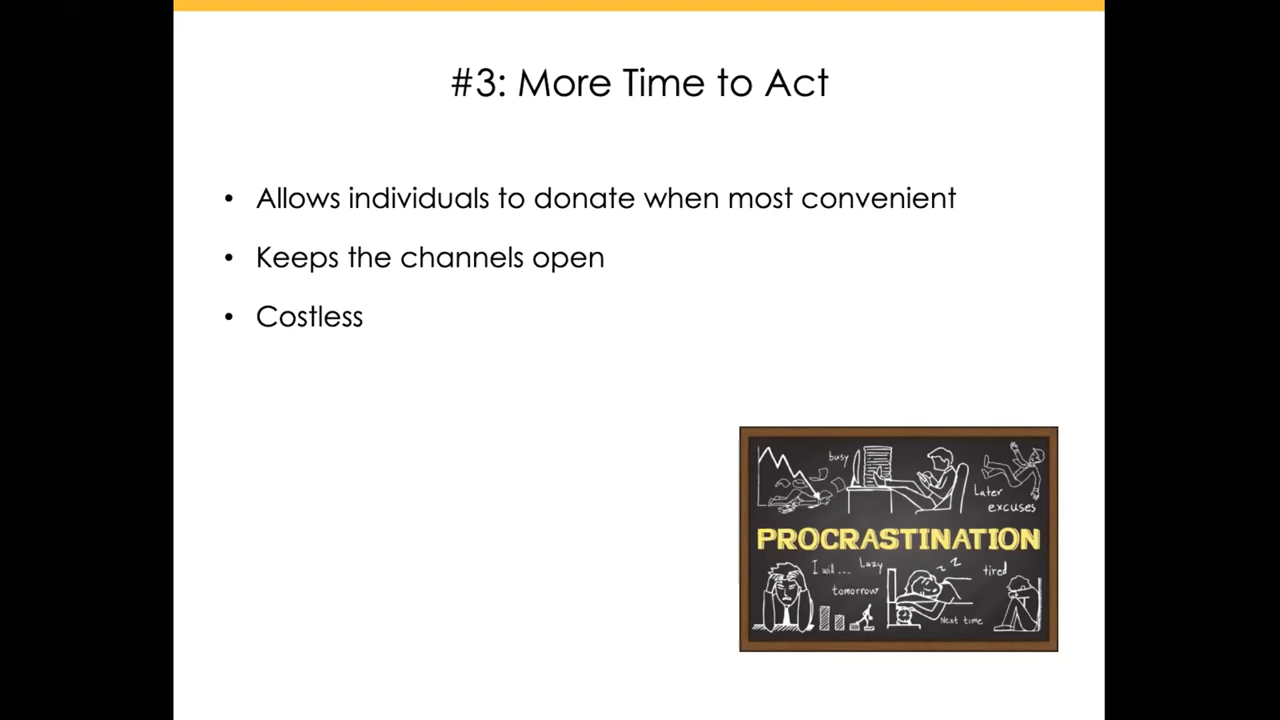 #3: More Time to Act
• Allows individuals to donate when most convenient
• Keeps the channels open
• Costless
busy
Later
excuses
PROCRASTINATION
I will ... Lazy
tired
tomorrow
Next time
z z